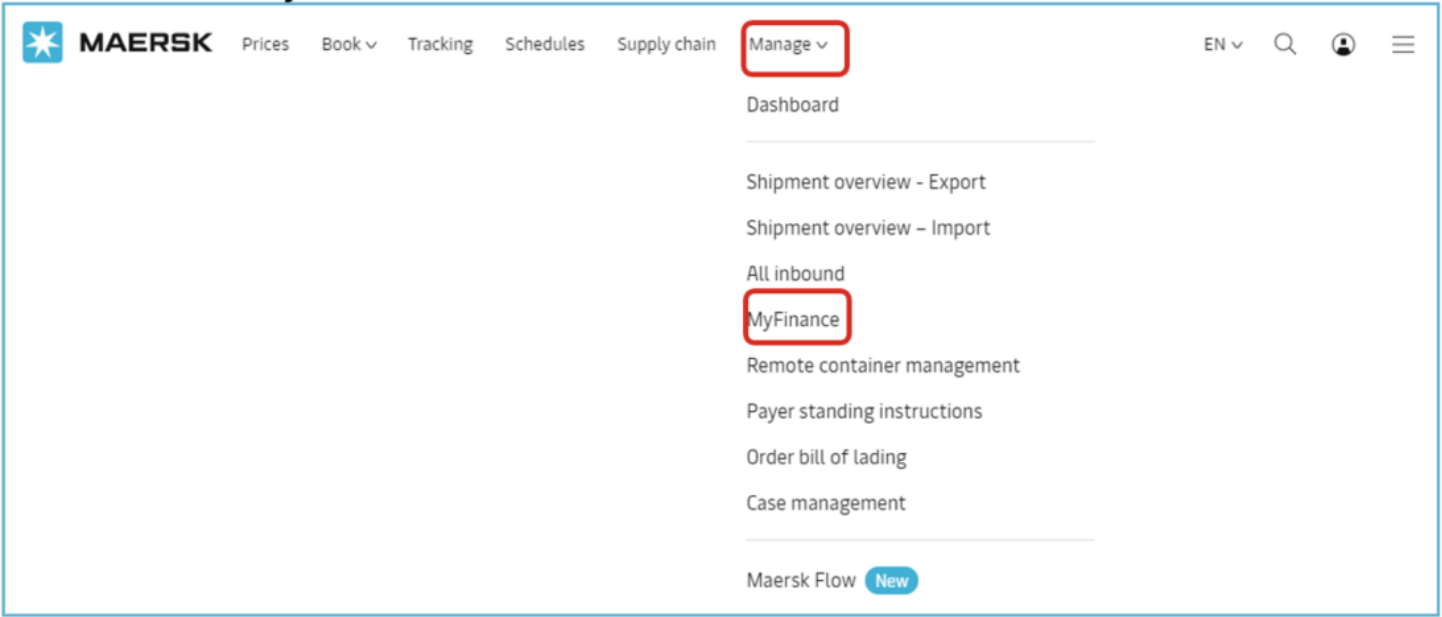 MAERSK Prices Book Tracking Schedules Supply chain Manage EN
Dashboard
Shipment overview - Export
Shipment overview – Import
All inbound
MyFinance
Remote container management
Payer standing instructions
Order bill of lading
Case management
Maersk Flow New